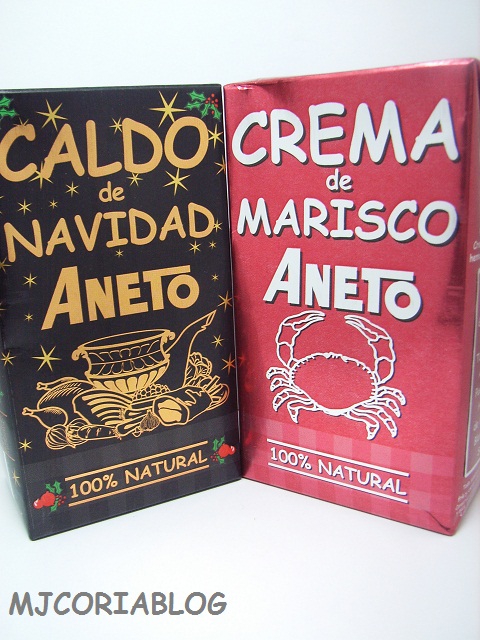 CALDO
de
NAVIDAD
ANETO
100% NATURAL
CREMA
de
MARISCO
ANETO
100% NATURAL
MJCORIABLOG